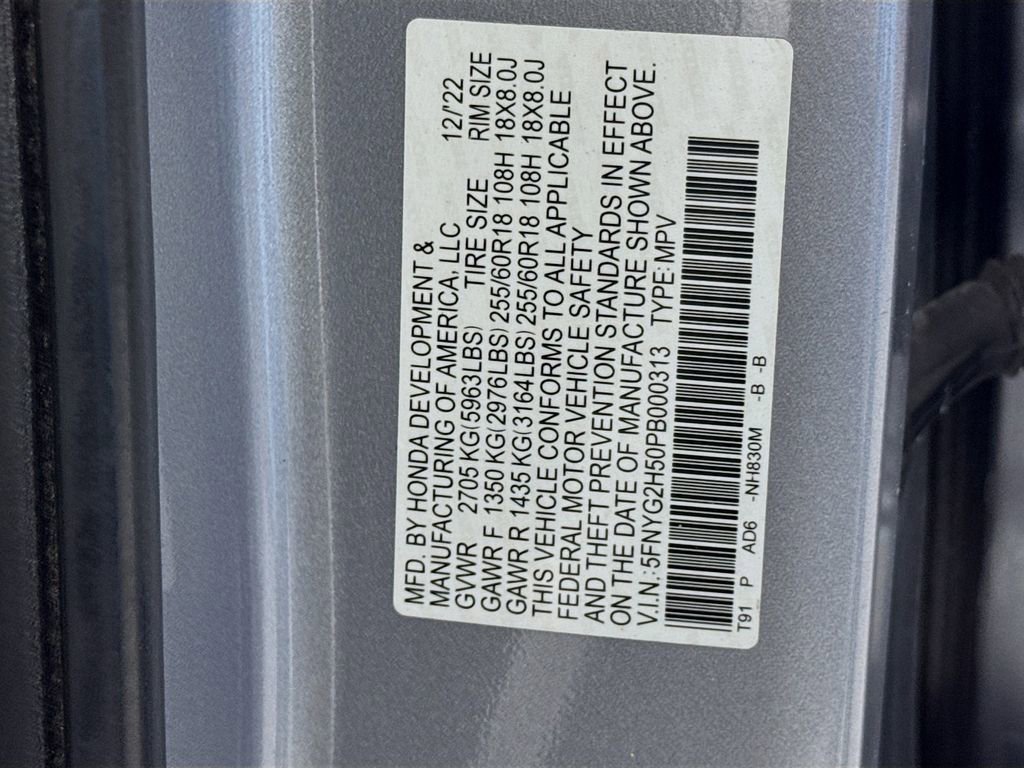 MFD. BY HONDA DEVELOPMENT &
MANUFACTURING OF AMERICA, LLC 12/'22
GVWR 2705 KG(5963LBS) TIRE SIZE RIM SIZE
GAWR F 1350 KG(2976LBS) 255/60R18 108H 18X8.0J
GAWR R 1435 KG(3164LBS) 255/60R18 108H 18X8.0J
THIS VEHICLE CONFORMS TO ALL APPLICABLE
FEDERAL MOTOR VEHICLE SAFETY
AND THEFT PREVENTION STANDARDS IN EFFECT
ON THE DATE OF MANUFACTURE SHOWN ABOVE.
V.I.N.:5FNYG2H50PB000313 TYPE:MPV
T91 P AD6 -NH830M -B -B